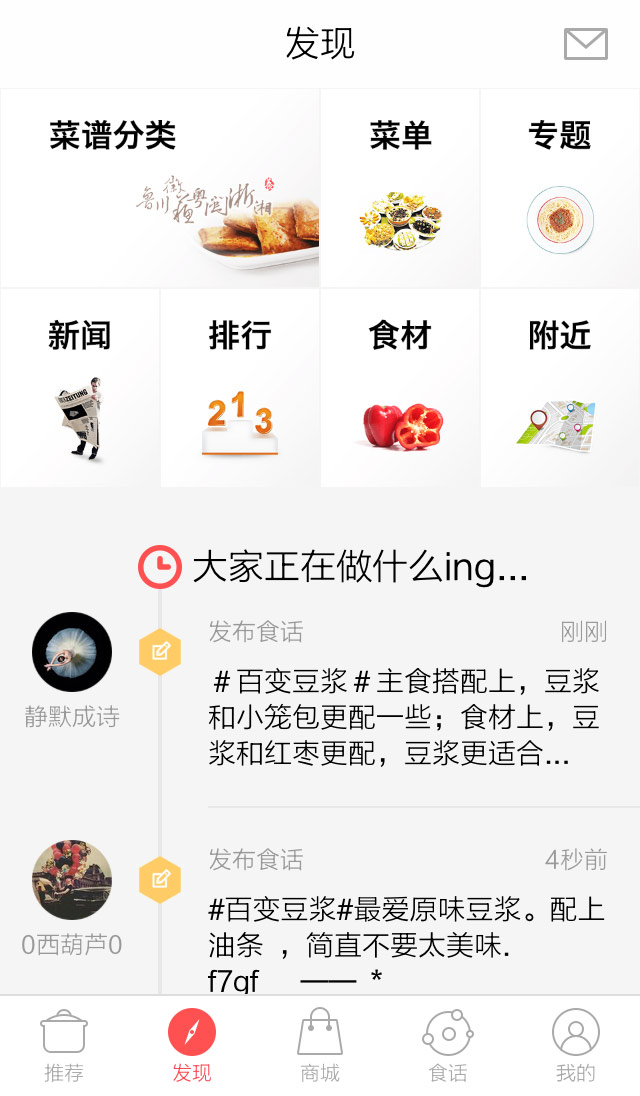 发现
菜谱分类
菜单
专题
徽
鲁川蘇粤闽浙湘
新闻
排行
食材
附近
ZEITUNG
2 1 3
大家正在做什么ing...
发布食话
刚刚
＃百变豆浆＃主食搭配上，豆浆
和小笼包更配一些；食材上，豆
浆和红枣更配，豆浆更适合...
静默成诗
发布食话
4秒前
#百变豆浆#最爱原味豆浆。配上
油条 ，简直不要太美味.
0西葫芦0
推荐
发现
商城
食话
我的